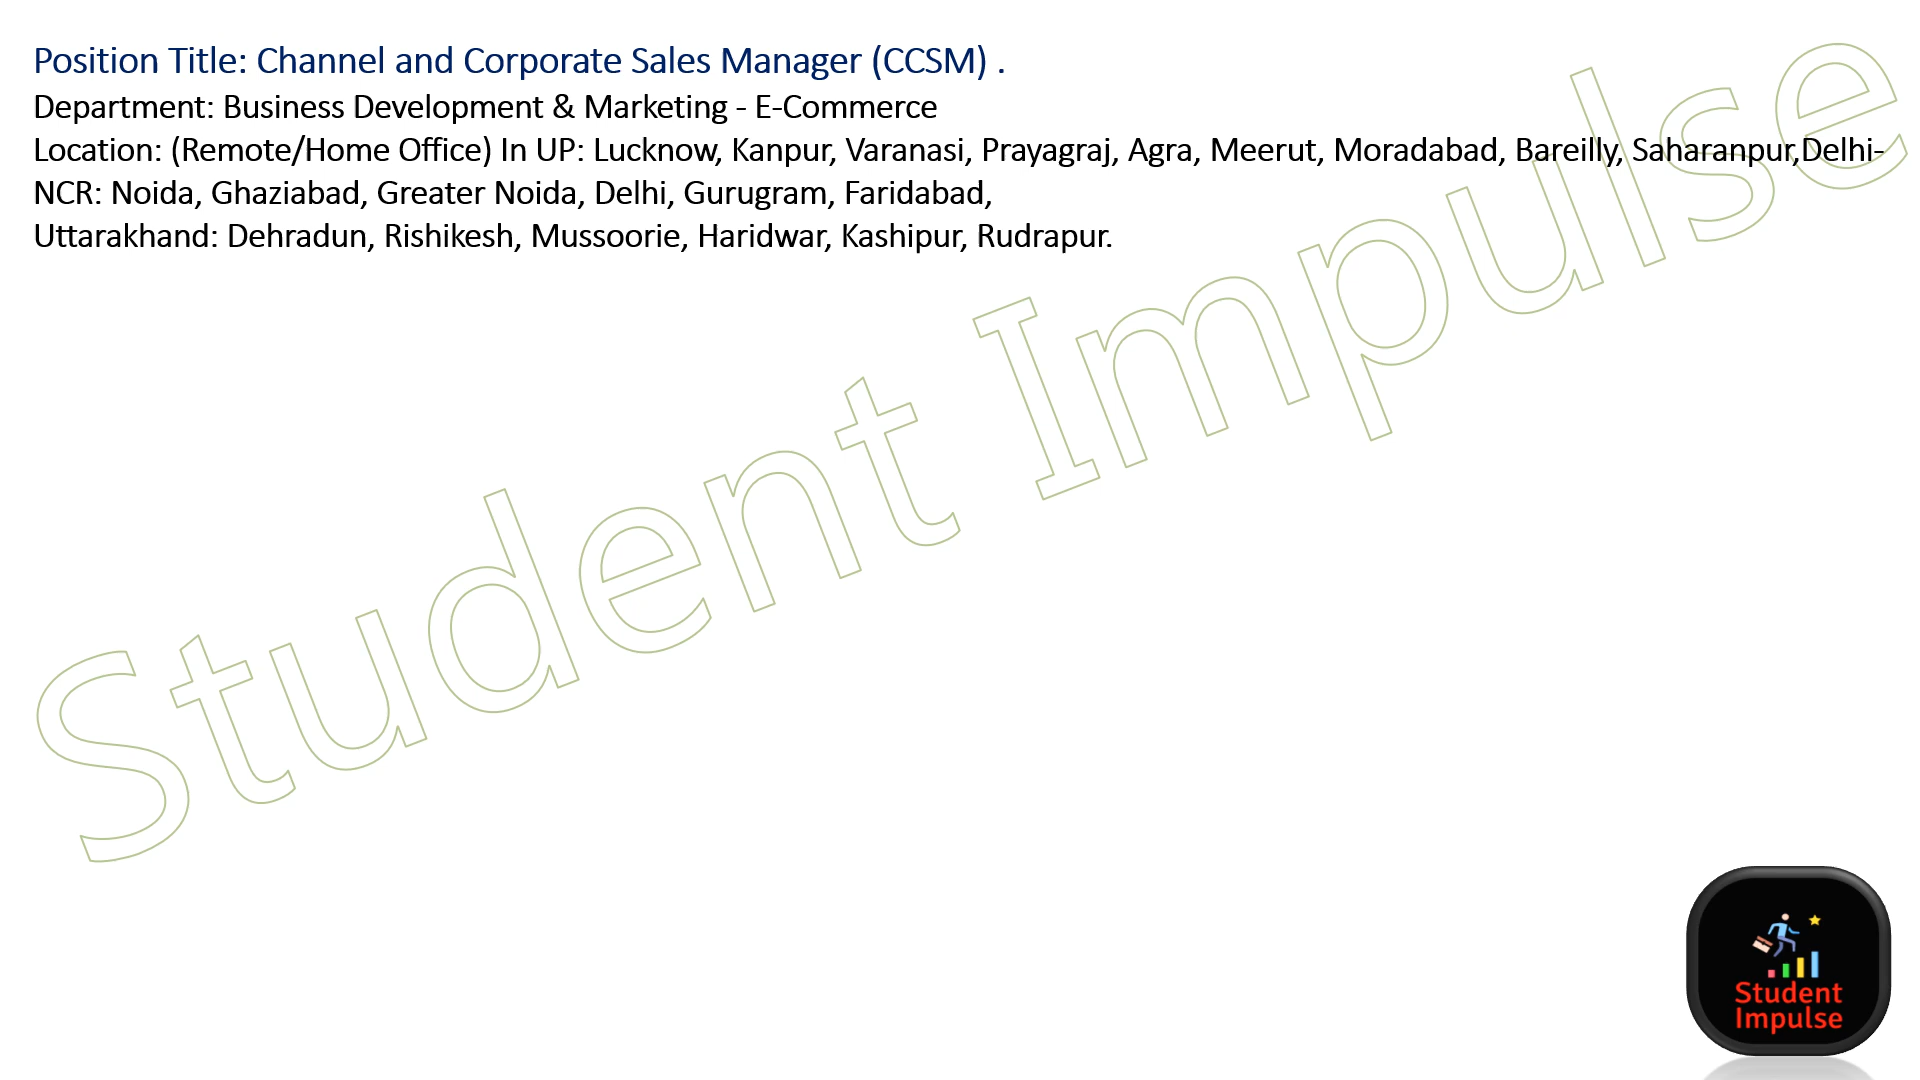 Position Title: Channel and Corporate Sales Manager (CCSM) .
Department: Business Development & Marketing - E-Commerce
Location: (Remote/Home Office) In UP: Lucknow, Kanpur, Varanasi, Prayagraj, Agra, Meerut, Moradabad, Bareilly, Saharanpur,Delhi-
NCR: Noida, Ghaziabad, Greater Noida, Delhi, Gurugram, Faridabad,
Uttarakhand: Dehradun, Rishikesh, Mussoorie, Haridwar, Kashipur, Rudrapur.
Student Impulse
Student
Impulse